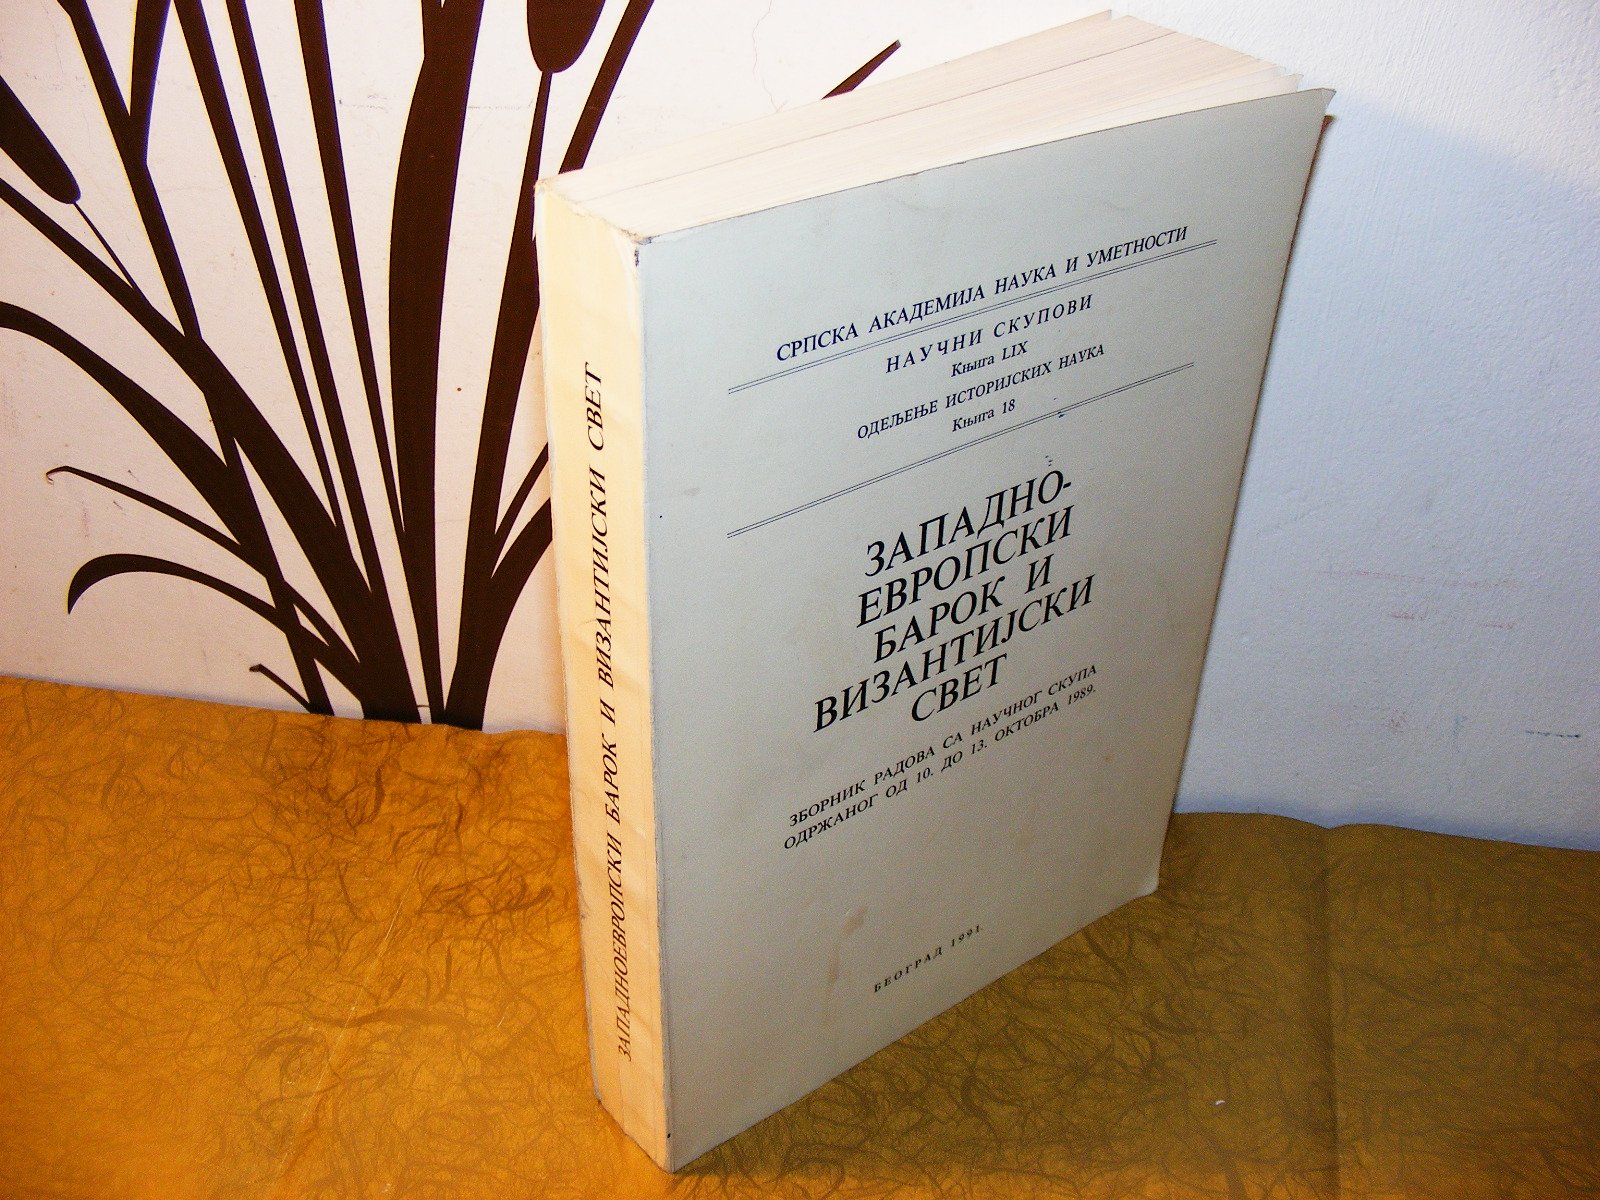 СРПСКА АКАДЕМИЈА НАУКА И УМЕТНОСТИ
НАУЧНИ СКУПОВИ
Књига LIX
ОДЕЉЕЊЕ ИСТОРИЈСКИХ НАУКА
Књига 18
ЗАПАДНО-
ЕВРОПСКИ
БАРОК И
ВИЗАНТИЈСКИ
СВЕТ
ЗБОРНИК РАДОВА СА НАУЧНОГ СКУПА
ОДРЖАНОГ ОД 10. ДО 13. ОКТОБРА 1989.
БЕОГРАД 1991.
ЗАПАДНОЕВРОПСКИ БАРОК И ВИЗАНТИЈСКИ СВЕТ